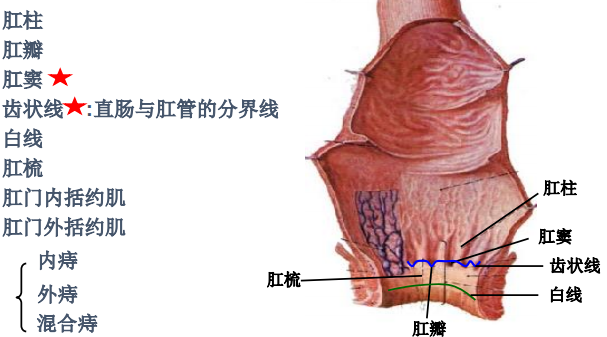 肛柱
肛瓣
肛窦★
齿状线★:直肠与肛管的分界线
白线
肛梳
肛门内括约肌
肛门外括约肌
内痔
外痔
混合痔
肛柱
肛窦
齿状线
肛梳
白线
肛瓣